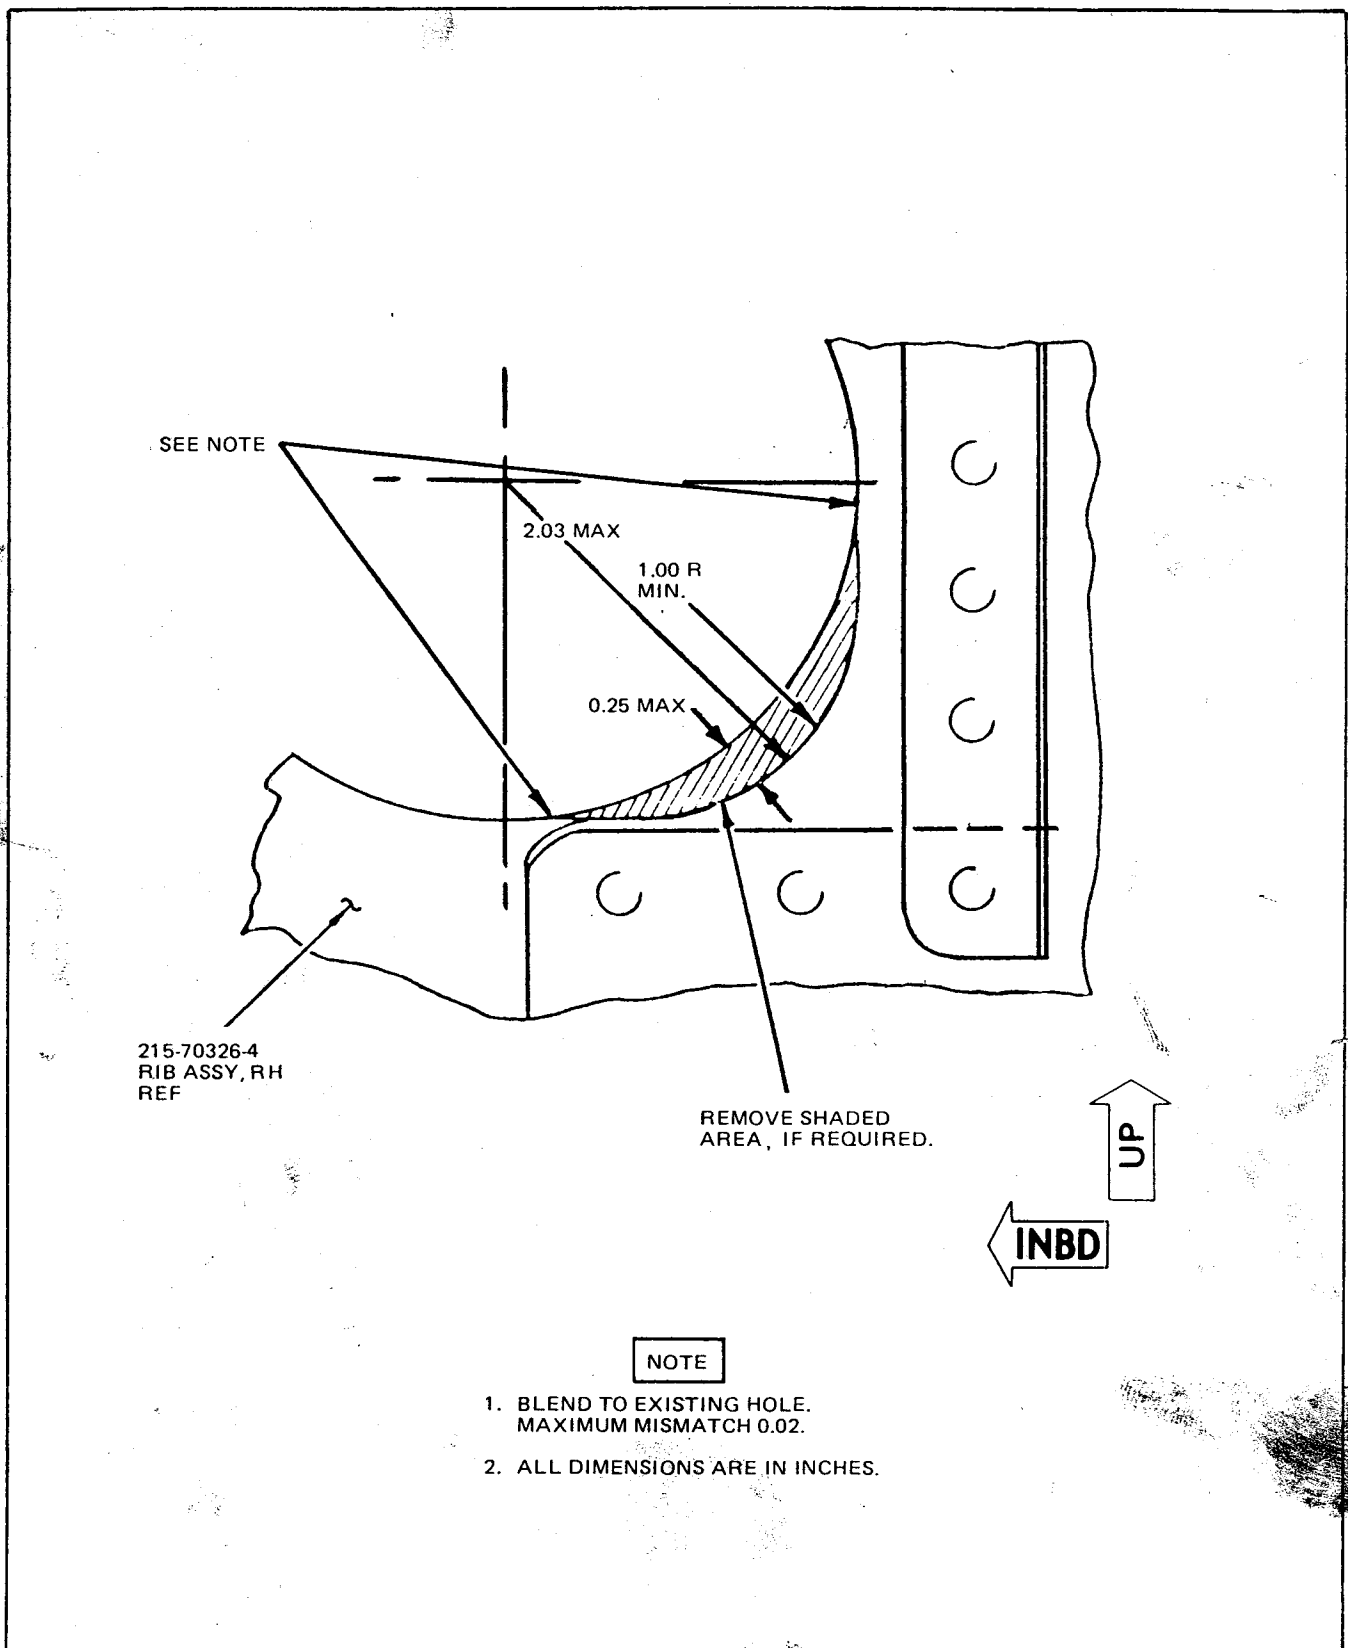 SEE NOTE
2.03 MAX
1.00 R
MIN.
0.25 MAX
215-70326-4
RIB ASSY, RH
REF
REMOVE SHADED
AREA, IF REQUIRED.
UP
INBD
NOTE
1. BLEND TO EXISTING HOLE.
MAXIMUM MISMATCH 0.02.
2. ALL DIMENSIONS ARE IN INCHES.